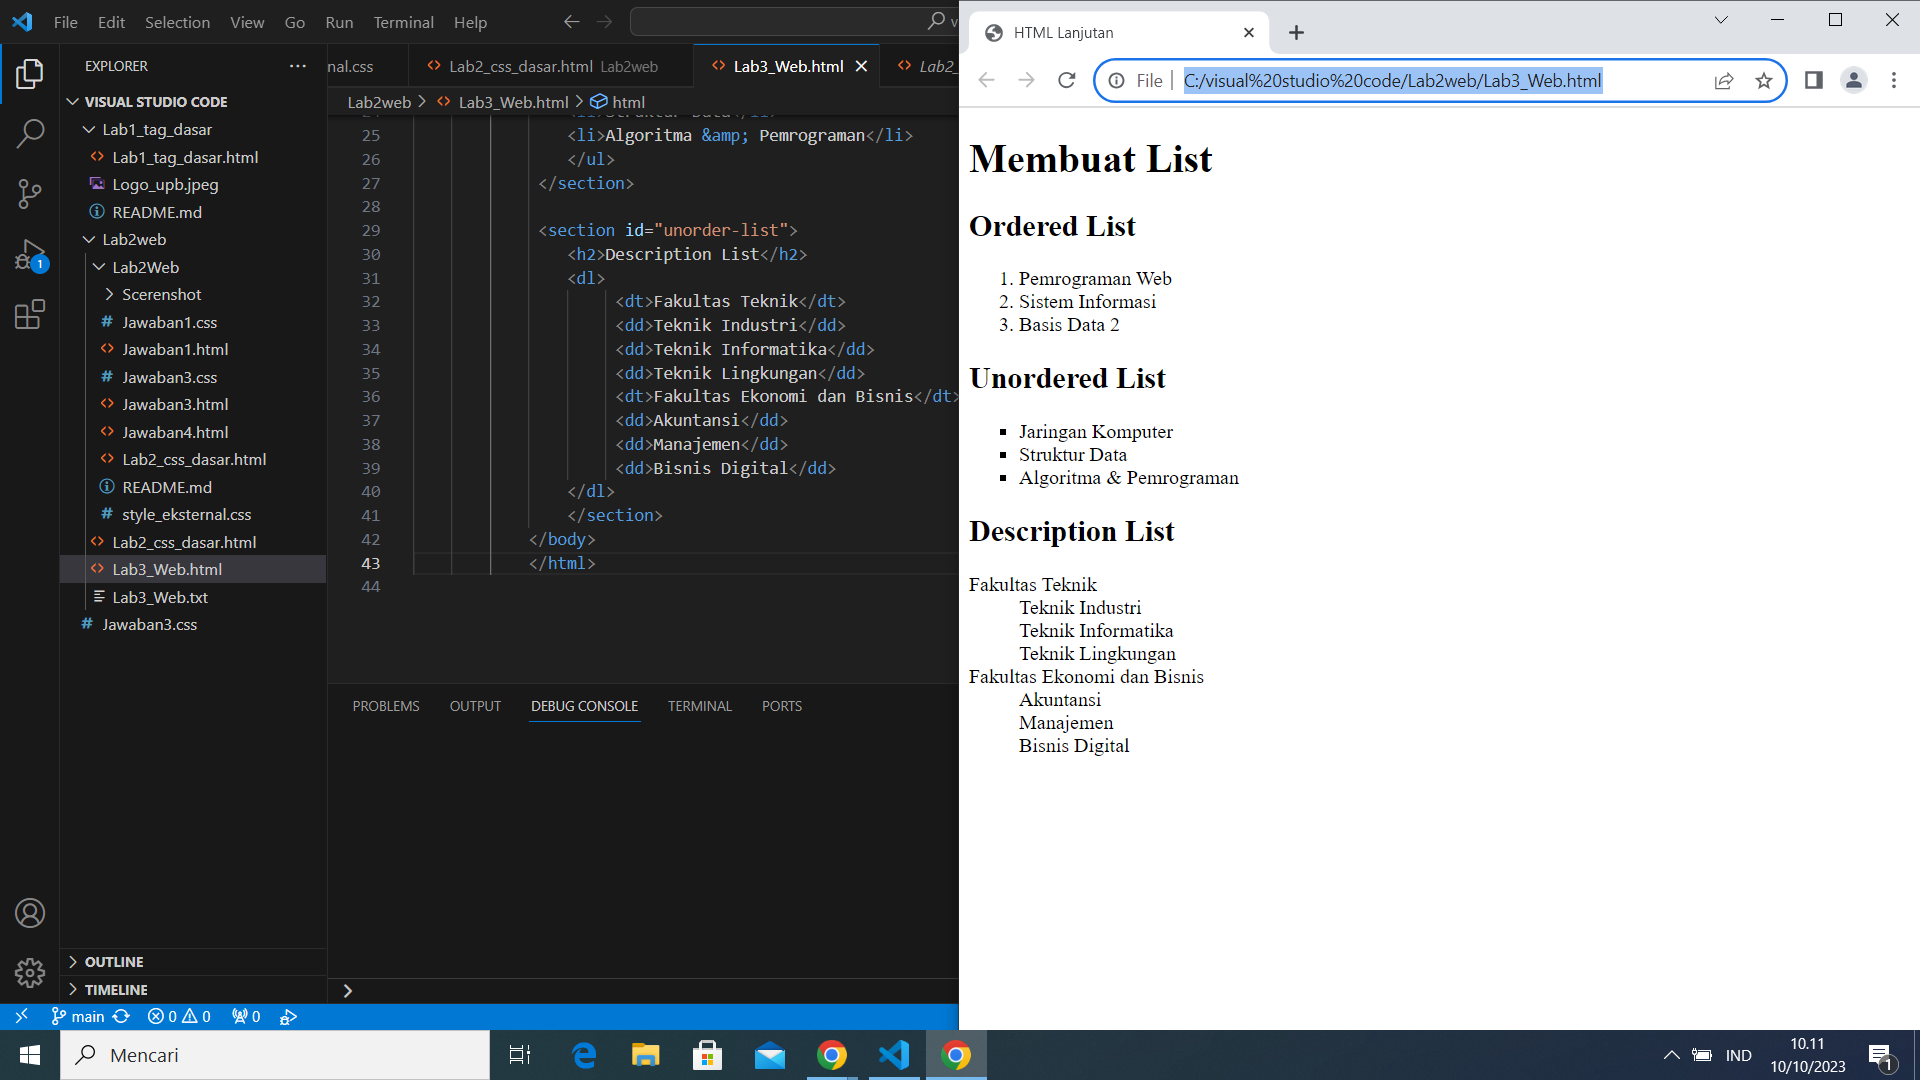 File Edit Selection View Go Run Terminal Help
EXPLORER
VISUAL STUDIO CODE
Lab1_tag_dasar
Lab1_tag_dasar.html
Logo_upb.jpeg
README.md
Lab2web
Lab2Web
Scerenshot
Jawaban1.css
Jawaban1.html
Jawaban3.css
Jawaban3.html
Jawaban4.html
Lab2_css_dasar.html
README.md
style_eksternal.css
Lab2_css_dasar.html
Lab3_Web.html
Lab3_Web.txt
Jawaban3.css
OUTLINE
TIMELINE
nal.css Lab2_css_dasar.html Lab2web Lab3_Web.html Lab2_
Lab2web > Lab3_Web.html > html
25 <li>Algoritma &amp; Pemrograman</li>
26 </ul>
27 </section>
28
29 <section id="unorder-list">
30 <h2>Description List</h2>
31 <dl>
32 <dt>Fakultas Teknik</dt>
33 <dd>Teknik Industri</dd>
34 <dd>Teknik Informatika</dd>
35 <dd>Teknik Lingkungan</dd>
36 <dt>Fakultas Ekonomi dan Bisnis</dt>
37 <dd>Akuntansi</dd>
38 <dd>Manajemen</dd>
39 <dd>Bisnis Digital</dd>
40 </dl>
41 </section>
42 </body>
43 </html>
44
PROBLEMS OUTPUT DEBUG CONSOLE TERMINAL PORTS
main 0 0 0
HTML Lanjutan
File C:/visual%20studio%20code/Lab2web/Lab3_Web.html
Membuat List
Ordered List
1. Pemrograman Web
2. Sistem Informasi
3. Basis Data 2
Unordered List
Jaringan Komputer
Struktur Data
Algoritma & Pemrograman
Description List
Fakultas Teknik
Teknik Industri
Teknik Informatika
Teknik Lingkungan
Fakultas Ekonomi dan Bisnis
Akuntansi
Manajemen
Bisnis Digital
Mencari
IND
10.11
10/10/2023
1
1